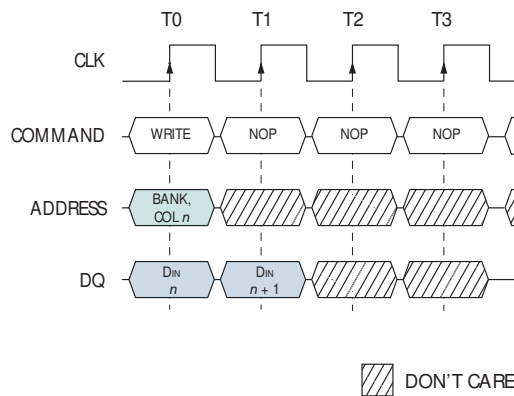 T0 T1 T2 T3
CLK
COMMAND WRITE NOP NOP NOP
ADDRESS BANK,
COL n
DQ DIN DIN
n n + 1
DON'T CARE